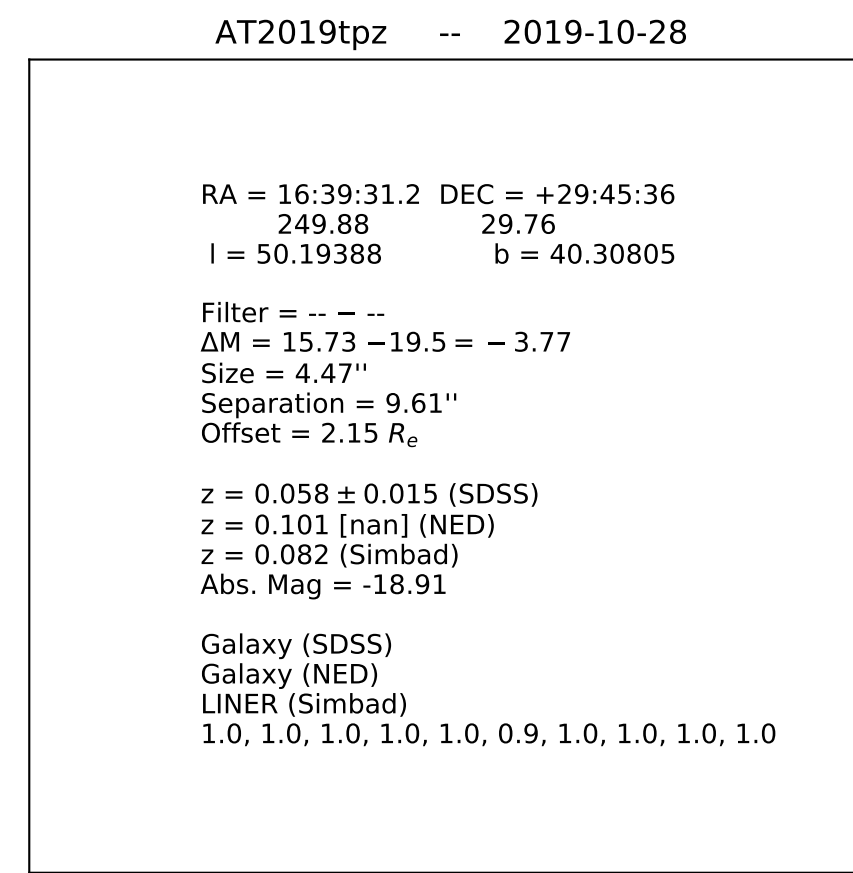 AT2019tpz -- 2019-10-28
RA = 16:39:31.2 DEC = +29:45:36
249.88 29.76
l = 50.19388 b = 40.30805
Filter = -- − --
ΔM = 15.73 −19.5 = − 3.77
Size = 4.47''
Separation = 9.61''
Offset = 2.15 Rₑ
z = 0.058 ± 0.015 (SDSS)
z = 0.101 [nan] (NED)
z = 0.082 (Simbad)
Abs. Mag = -18.91
Galaxy (SDSS)
Galaxy (NED)
LINER (Simbad)
1.0, 1.0, 1.0, 1.0, 1.0, 0.9, 1.0, 1.0, 1.0, 1.0